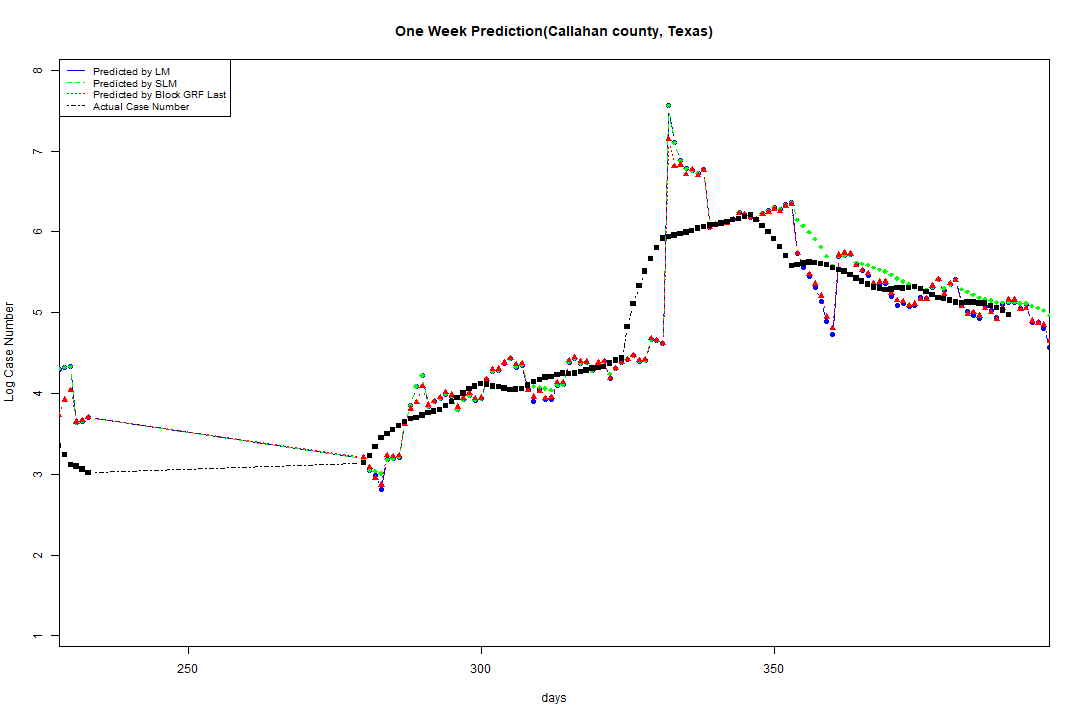 One Week Prediction(Callahan county, Texas)
Predicted by LM
Predicted by SLM
Predicted by Block GRF Last
Actual Case Number
Log Case Number
8
7
6
5
4
3
2
1
250
300
350
days